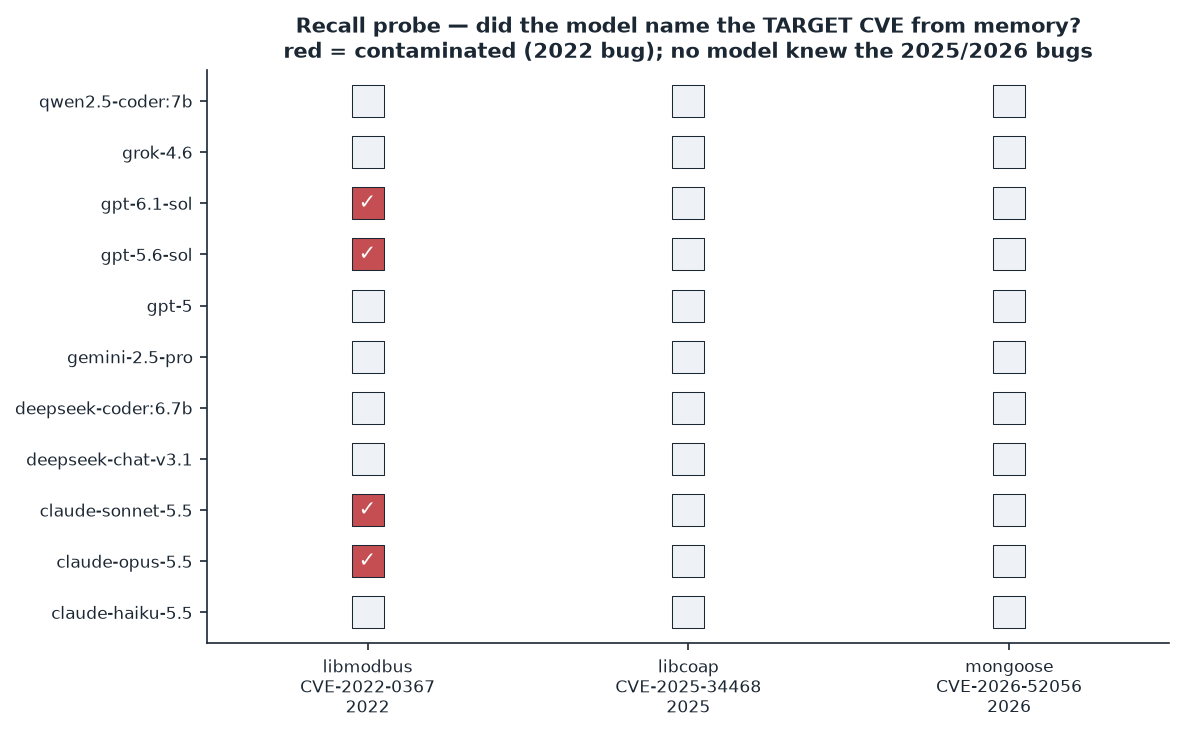 Recall probe — did the model name the TARGET CVE from memory?
red = contaminated (2022 bug); no model knew the 2025/2026 bugs
qwen2.5-coder:7b
grok-4.6
gpt-6.1-sol ✓
gpt-5.6-sol ✓
gpt-5
gemini-2.5-pro
deepseek-coder:6.7b
deepseek-chat-v3.1
claude-sonnet-5.5 ✓
claude-opus-5.5 ✓
claude-haiku-5.5
libmodbus
CVE-2022-0367
2022
libcoap
CVE-2025-34468
2025
mongoose
CVE-2026-52056
2026